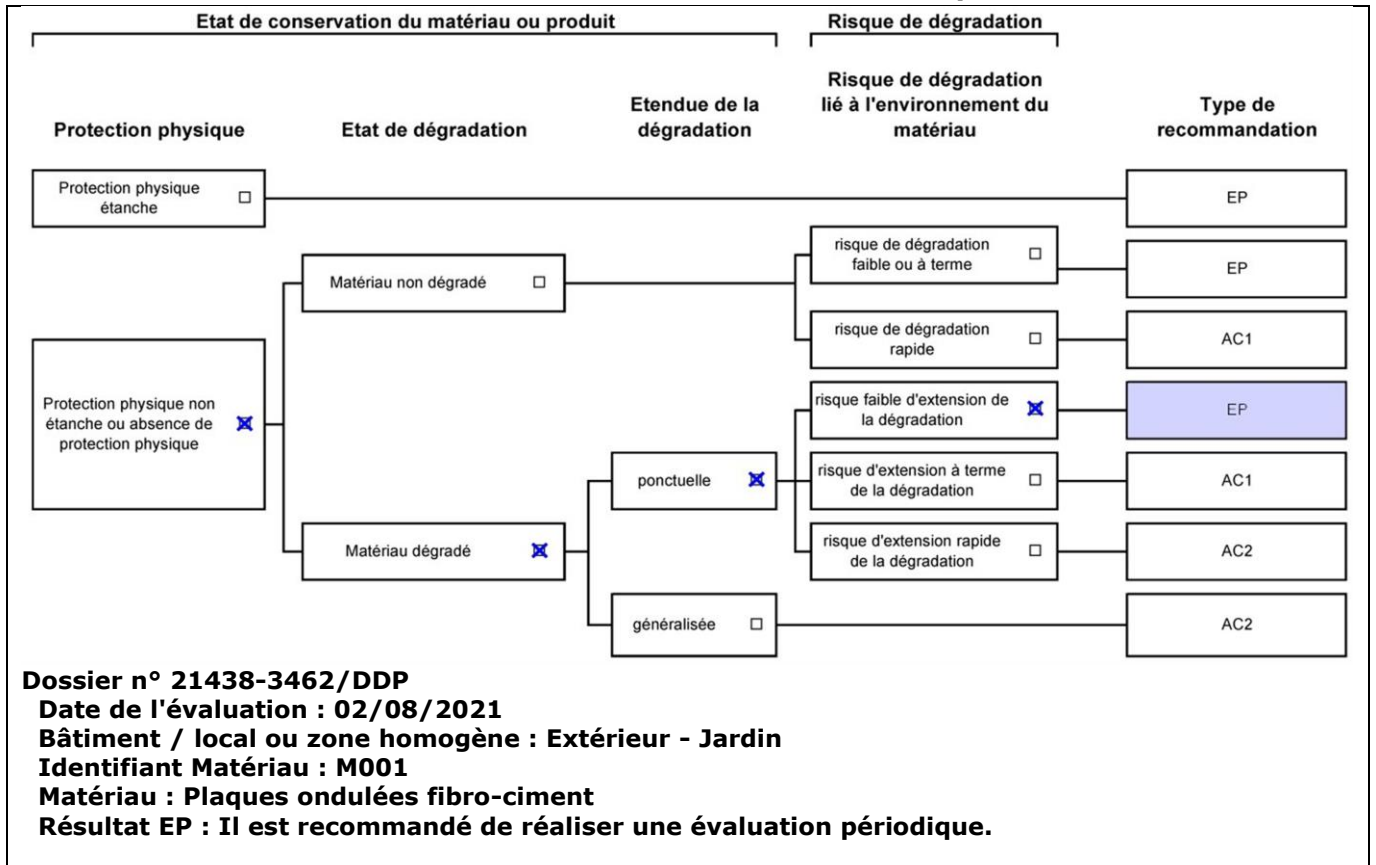 Etat de conservation du matériau ou produit
Risque de dégradation
Protection physique
Etat de dégradation
Etendue de la
dégradation
Risque de dégradation
lié à l'environnement du
matériau
Type de
recommandation
Protection physique
étanche
EP
risque de dégradation
faible ou à terme
EP
Matériau non dégradé
risque de dégradation
rapide
AC1
Protection physique non
étanche ou absence de
protection physique
risque faible d'extension de
la dégradation
EP
ponctuelle
risque d'extension à terme
de la dégradation
AC1
Matériau dégradé
risque d'extension rapide
de la dégradation
AC2
généralisée
AC2
Dossier n° 21438-3462/DDP
Date de l'évaluation : 02/08/2021
Bâtiment / local ou zone homogène : Extérieur - Jardin
Identifiant Matériau : M001
Matériau : Plaques ondulées fibro-ciment
Résultat EP : Il est recommandé de réaliser une évaluation périodique.